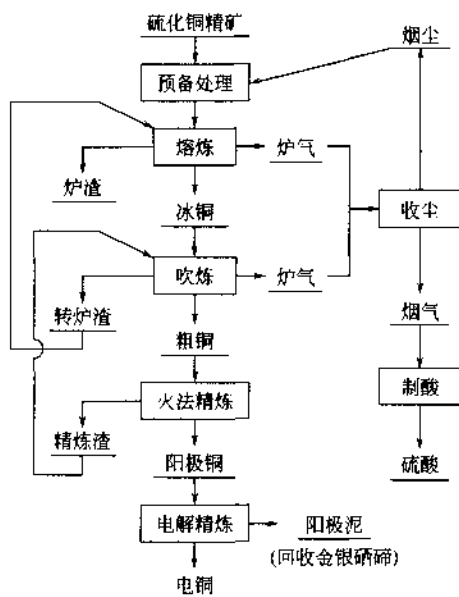 硫化铜精矿
烟尘
预备处理
熔炼
炉气
炉渣
收尘
冰铜
吹炼
炉气
转炉渣
烟气
粗铜
制酸
火法精炼
精炼渣
阳极铜
硫酸
电解精炼
阳极泥
(回收金银硒碲)
电铜